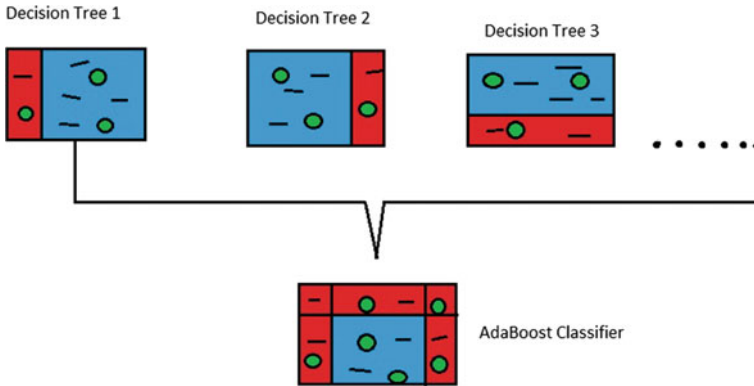 Decision Tree 1
Decision Tree 2
Decision Tree 3
AdaBoost Classifier